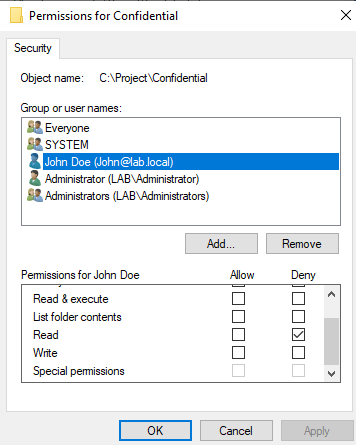 Permissions for Confidential
Security
Object name: C:\Project\Confidential
Group or user names:
Everyone
SYSTEM
John Doe (John@lab.local)
Administrator (LAB\Administrator)
Administrators (LAB\Administrators)
Add... Remove
Permissions for John Doe Allow Deny
Read & execute
List folder contents
Read
Write
Special permissions
OK Cancel Apply